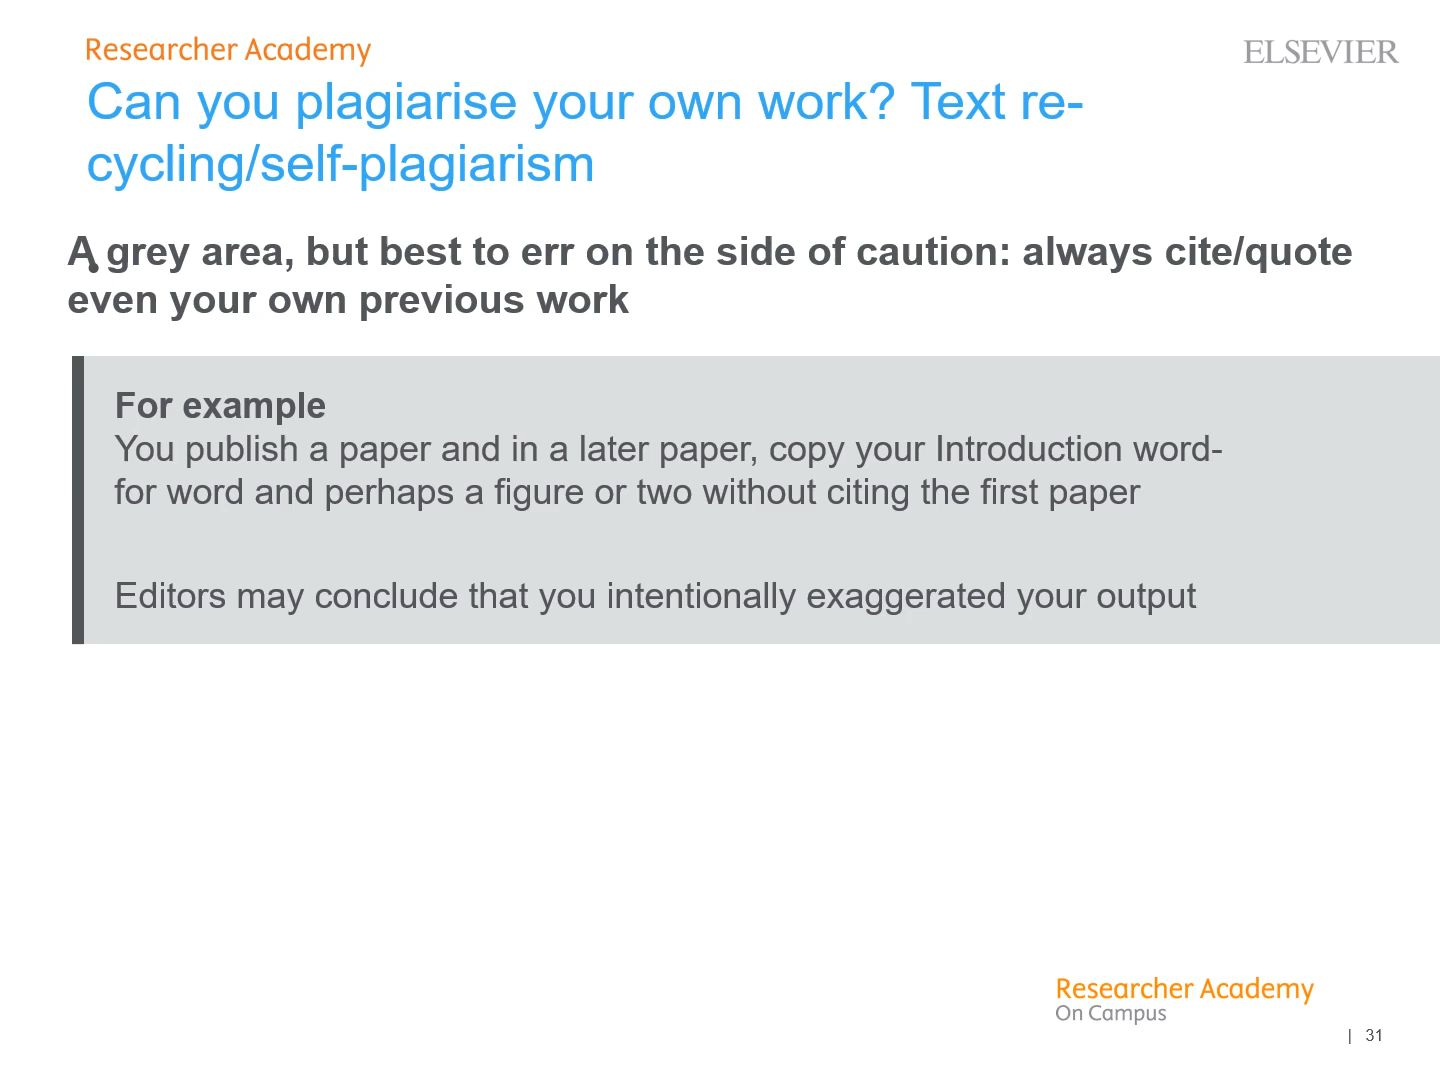 Researcher Academy
ELSEVIER
Can you plagiarise your own work? Text re-
cycling/self-plagiarism
A grey area, but best to err on the side of caution: always cite/quote
even your own previous work
For example
You publish a paper and in a later paper, copy your Introduction word-
for word and perhaps a figure or two without citing the first paper
Editors may conclude that you intentionally exaggerated your output
Researcher Academy
On Campus
| 31